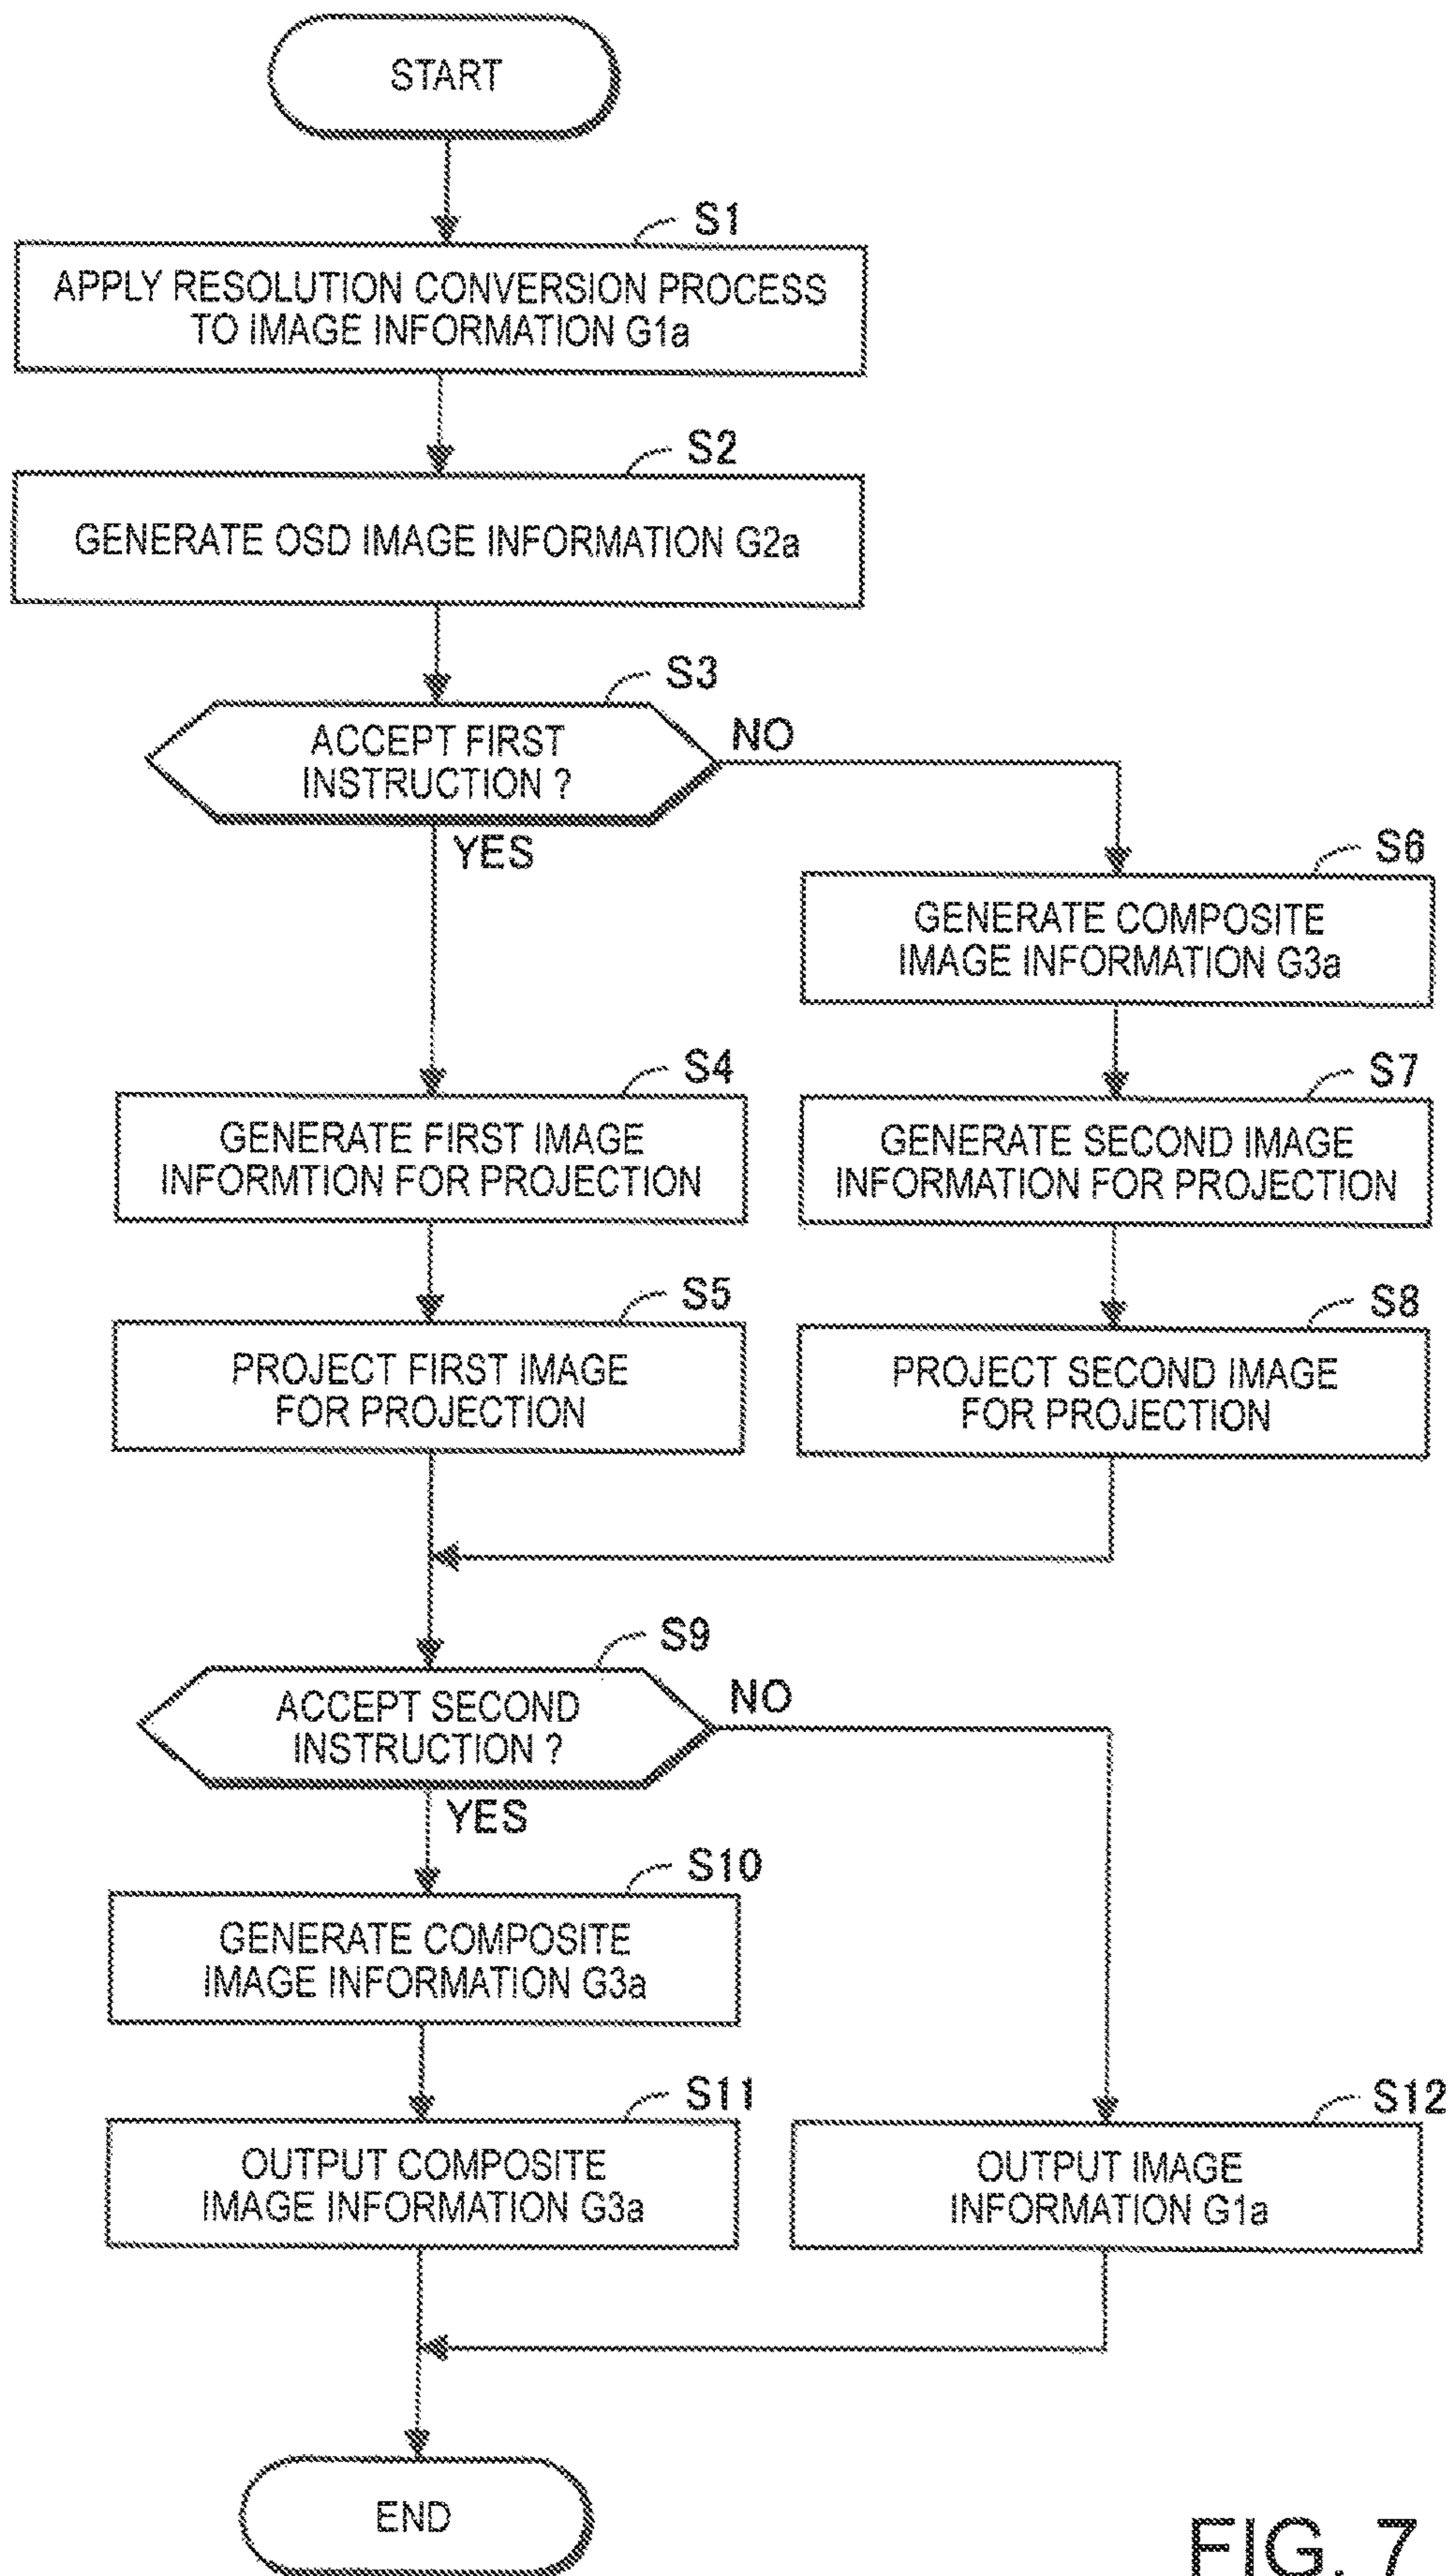 START
S1
APPLY RESOLUTION CONVERSION PROCESS
TO IMAGE INFORMATION G1a
S2
GENERATE OSD IMAGE INFORMATION G2a
S3
ACCEPT FIRST
INSTRUCTION ?
NO
YES
S6
GENERATE COMPOSITE
IMAGE INFORMATION G3a
S4
GENERATE FIRST IMAGE
INFORMTION FOR PROJECTION
S7
GENERATE SECOND IMAGE
INFORMATION FOR PROJECTION
S5
PROJECT FIRST IMAGE
FOR PROJECTION
S8
PROJECT SECOND IMAGE
FOR PROJECTION
S9
ACCEPT SECOND
INSTRUCTION ?
NO
YES
S10
GENERATE COMPOSITE
IMAGE INFORMATION G3a
S11
OUTPUT COMPOSITE
IMAGE INFORMATION G3a
S12
OUTPUT IMAGE
INFORMATION G1a
END
FIG. 7